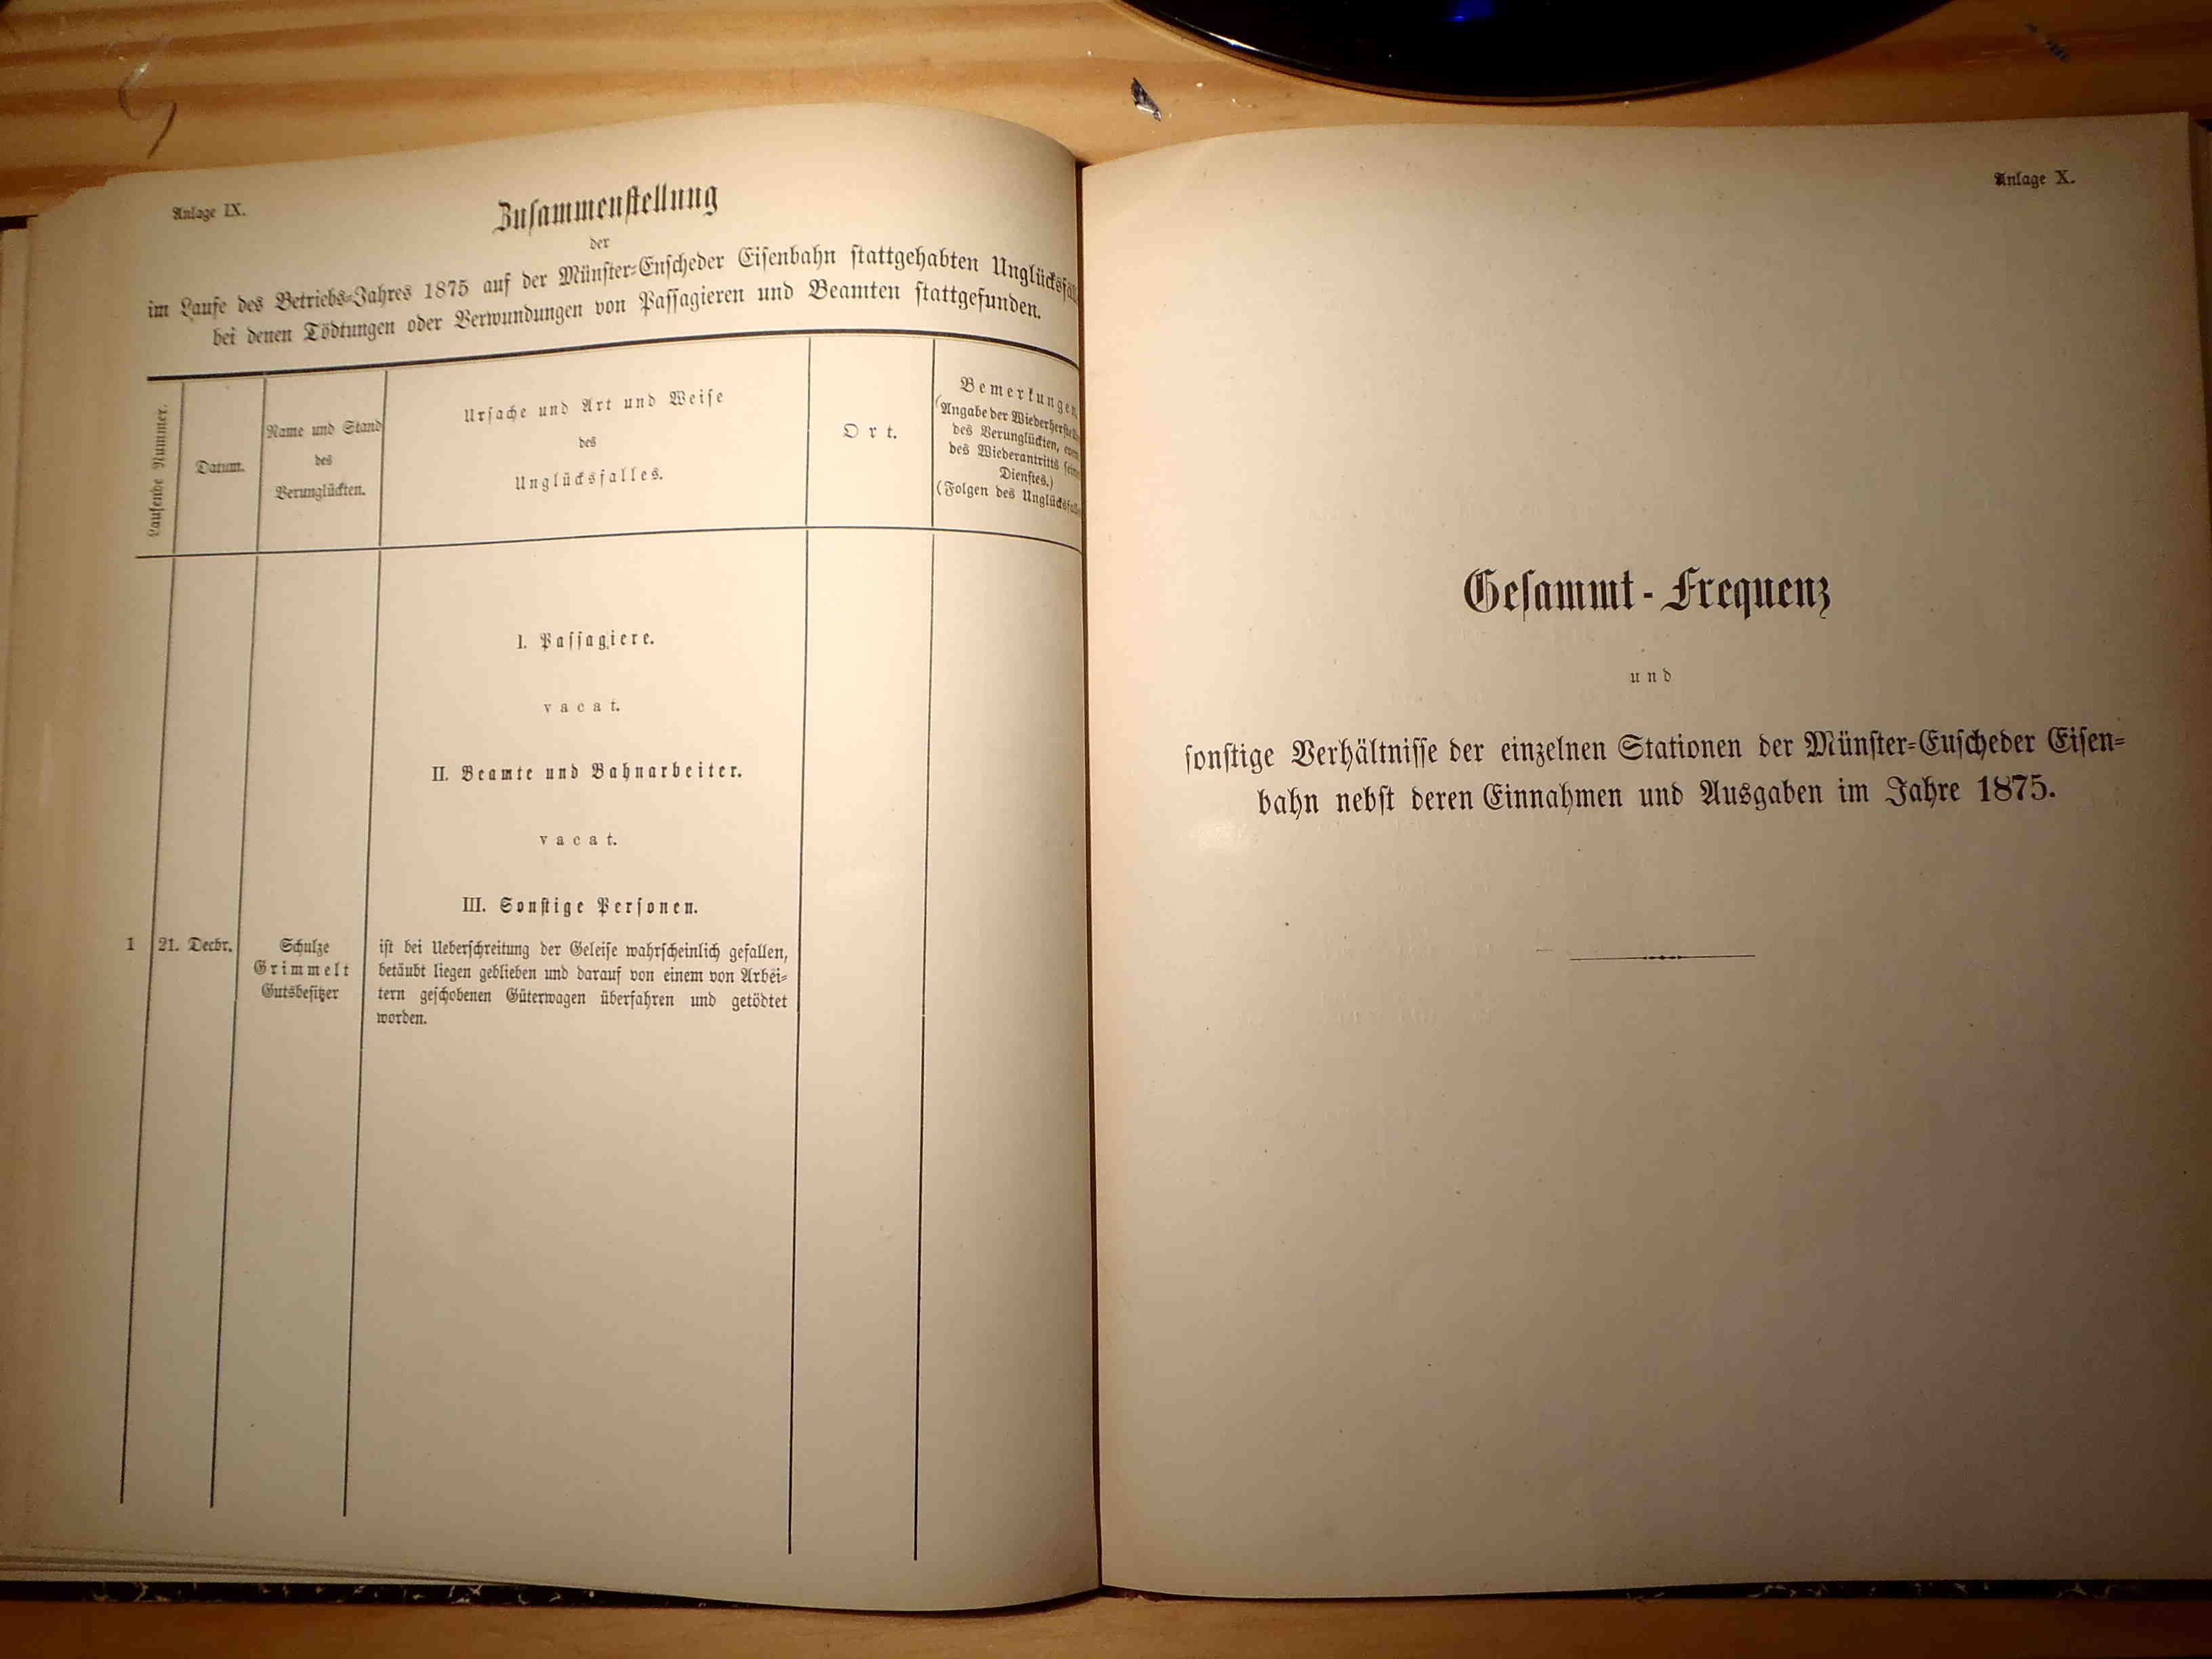 Anlage IX.
Zusammenstellung
der
im Laufe des Betriebs-Jahres 1875 auf der Münster-Enscheder Eisenbahn stattgehabten
bei denen Tödtungen oder Verwundungen von Passagieren und Beamten stattgefunden.
Laufende Nummer.
Datum.
Name und Stand
des
Verunglückten.
Ursache und Art und Weise
des
Unglücksfalles.
Ort.
Bemerkungen.
(Angabe der
des Verunglückten,
des Wiederantritts
Dienstes.)
(Folgen des
I. Passagiere.
vacat.
II. Beamte und Bahnarbeiter.
vacat.
III. Sonstige Personen.
1
21. Decbr.
Schulze
Grimmelt
Gutsbesitzer
ist bei Ueberschreitung der Geleise wahrscheinlich gefallen,
betäubt liegen geblieben und darauf von einem von Arbei-
tern geschobenen Güterwagen überfahren und getödtet
worden.
Anlage X.
Gesammt-Frequenz
und
sonstige Verhältnisse der einzelnen Stationen der Münster-Enscheder Eisen-
bahn nebst deren Einnahmen und Ausgaben im Jahre 1875.